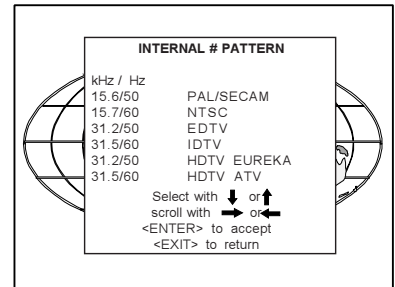 INTERNAL # PATTERN
kHz / Hz
15.6/50 PAL/SECAM
15.7/60 NTSC
31.2/50 EDTV
31.5/60 IDTV
31.2/50 HDTV EUREKA
31.5/60 HDTV ATV
Select with ⬇ or ⬆
scroll with ➡ or ⬅
<ENTER> to accept
<EXIT> to return